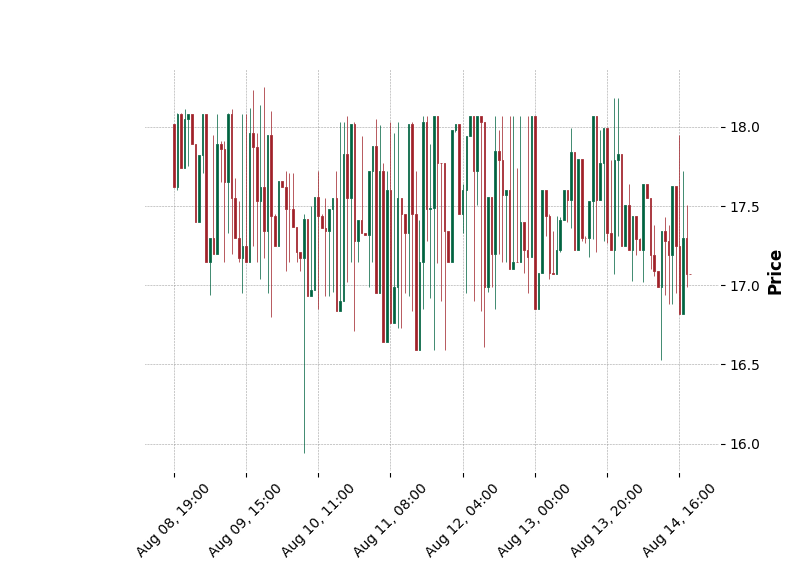 18.0
17.5
17.0
16.5
16.0
Price
Aug 08, 19:00
Aug 09, 15:00
Aug 10, 11:00
Aug 11, 08:00
Aug 12, 04:00
Aug 13, 00:00
Aug 13, 20:00
Aug 14, 16:00